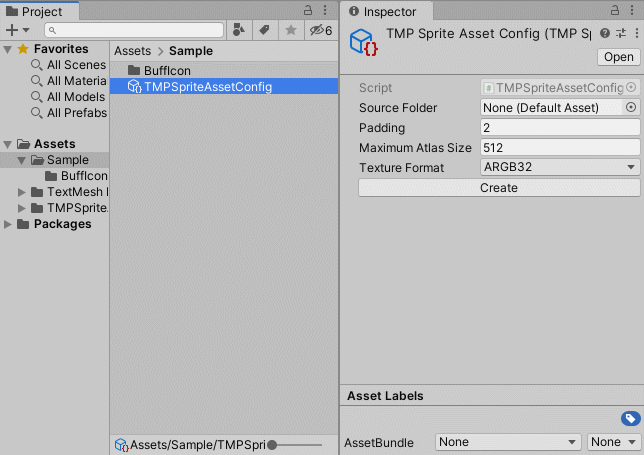 Project
6
Favorites
All Scenes
All Materia
All Models
All Prefabs
Assets
Sample
BuffIcon
TextMesh
TMPSprite.
Packages
Assets > Sample
BuffIcon
TMPSpriteAssetConfig
Assets/Sample/TMPSpri
Inspector
TMP Sprite Asset Config (TMP Sp
Open
Script TMPSpriteAssetConfig
Source Folder None (Default Asset)
Padding 2
Maximum Atlas Size 512
Texture Format ARGB32
Create
Asset Labels
AssetBundle None None